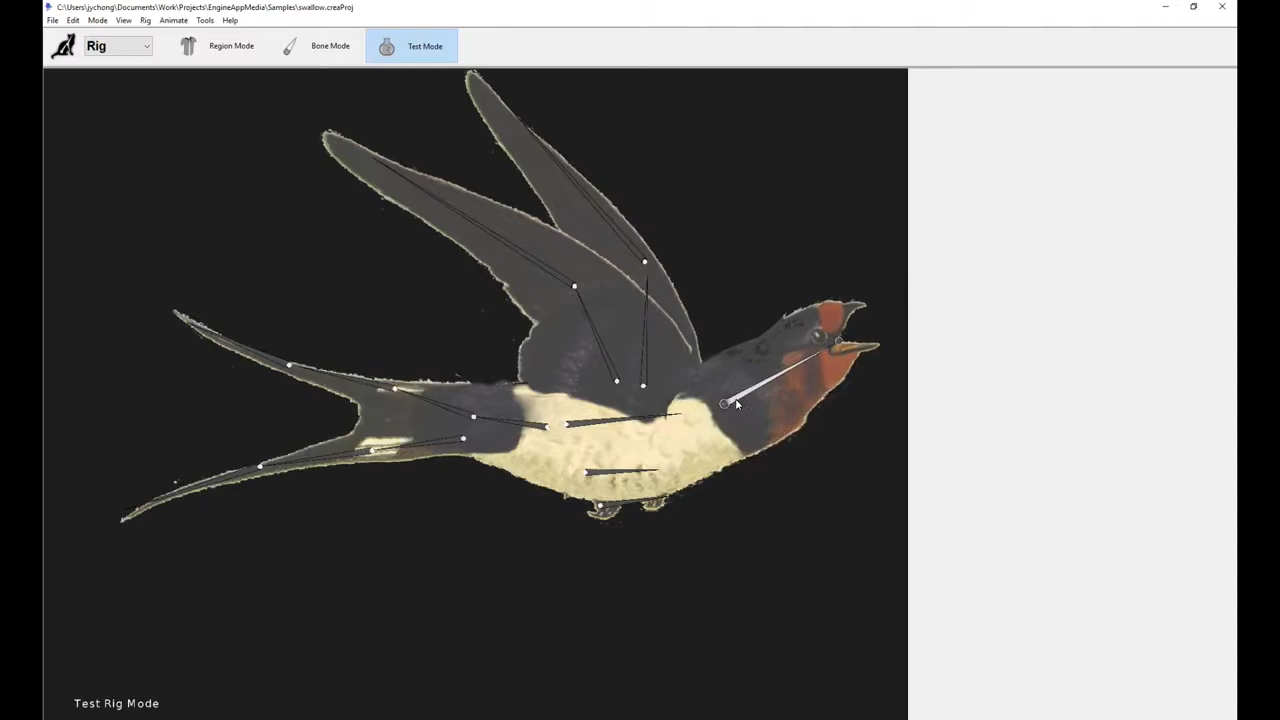 C:\Users\jychong\Documents\Work\Projects\EngineAppMedia\Samples\swallow.creaProj
File Edit Mode View Rig Animate Tools Help
Rig Region Mode Bone Mode Test Mode
Test Rig Mode